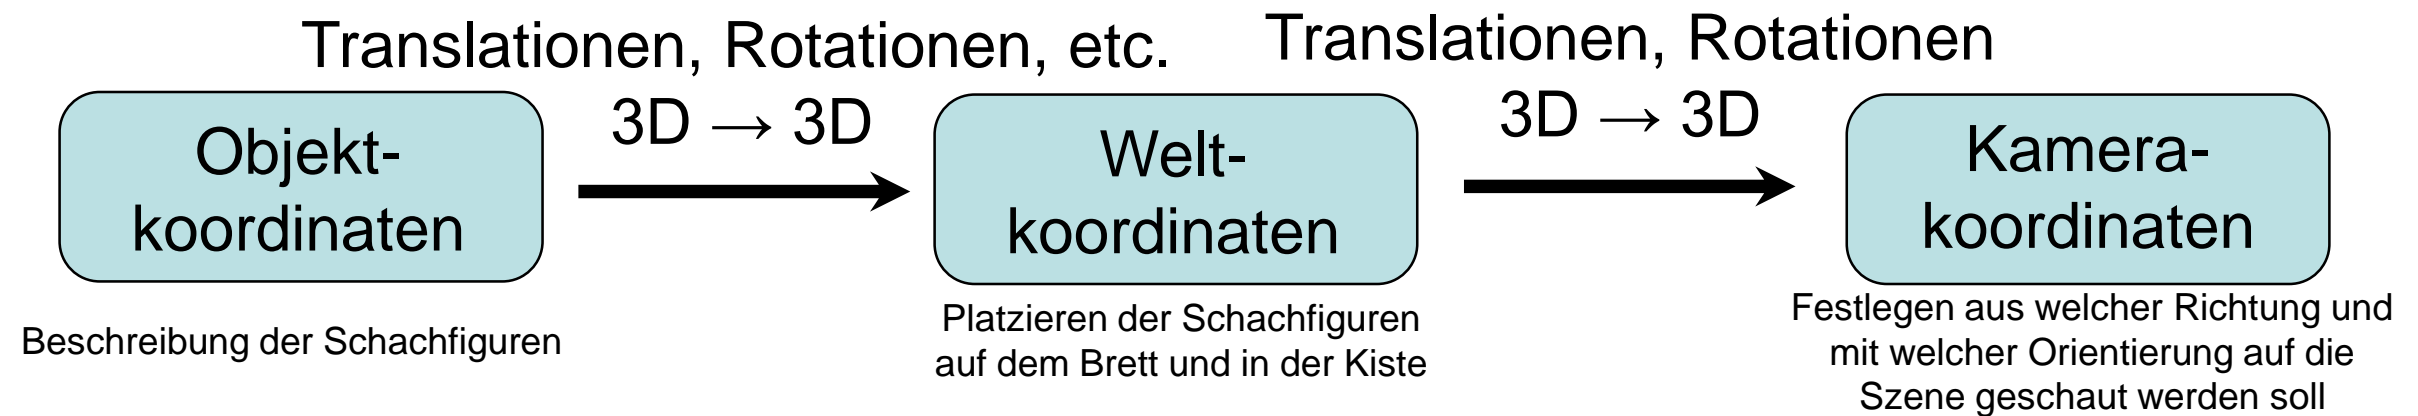 Translationen, Rotationen, etc.
3D → 3D
Translationen, Rotationen
3D → 3D
Objekt-
koordinaten
Welt-
koordinaten
Kamera-
koordinaten
Beschreibung der Schachfiguren
Platzieren der Schachfiguren
auf dem Brett und in der Kiste
Festlegen aus welcher Richtung und
mit welcher Orientierung auf die
Szene geschaut werden soll